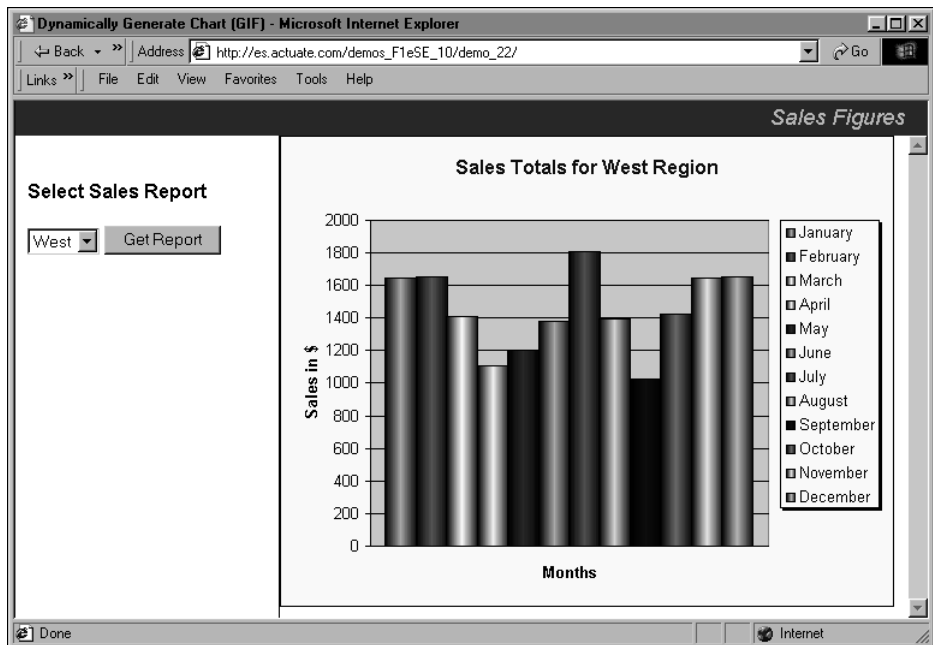 Dynamically Generate Chart (GIF) - Microsoft Internet Explorer
Back » Address http://es.actuate.com/demos_F1eSE_10/demo_22/ Go
Links » File Edit View Favorites Tools Help
Sales Figures
Select Sales Report
West Get Report
Sales Totals for West Region
Sales in $
2000
1800
1600
1400
1200
1000
800
600
400
200
0
Months
January
February
March
April
May
June
July
August
September
October
November
December
Done Internet